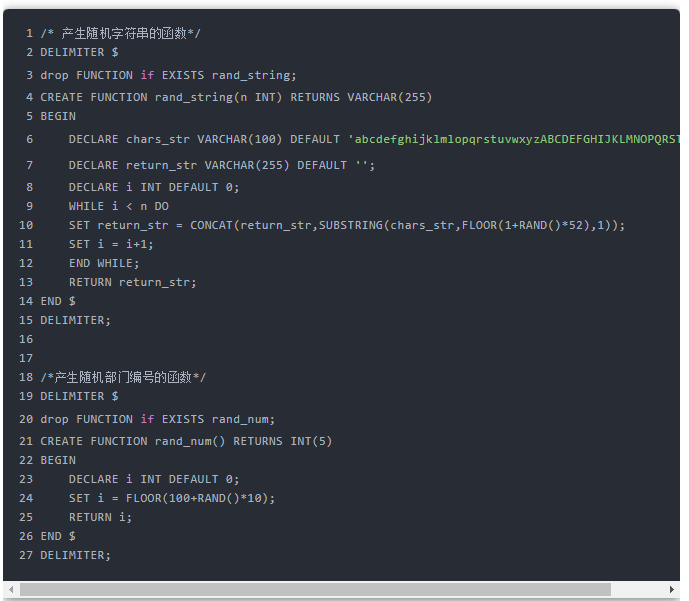 1 /* 产生随机字符串的函数*/
2 DELIMITER $
3 drop FUNCTION if EXISTS rand_string;
4 CREATE FUNCTION rand_string(n INT) RETURNS VARCHAR(255)
5 BEGIN
6 DECLARE chars_str VARCHAR(100) DEFAULT 'abcdefghijklmlopqrstuvwxyzABCDEFGHIJKLMNOPQRST
7 DECLARE return_str VARCHAR(255) DEFAULT '';
8 DECLARE i INT DEFAULT 0;
9 WHILE i < n DO
10 SET return_str = CONCAT(return_str,SUBSTRING(chars_str,FLOOR(1+RAND()*52),1));
11 SET i = i+1;
12 END WHILE;
13 RETURN return_str;
14 END $
15 DELIMITER;
16
17
18 /*产生随机部门编号的函数*/
19 DELIMITER $
20 drop FUNCTION if EXISTS rand_num;
21 CREATE FUNCTION rand_num() RETURNS INT(5)
22 BEGIN
23 DECLARE i INT DEFAULT 0;
24 SET i = FLOOR(100+RAND()*10);
25 RETURN i;
26 END $
27 DELIMITER;